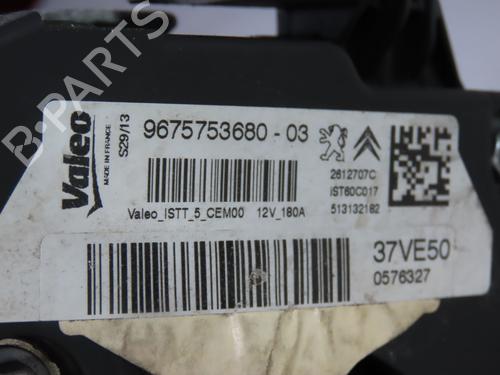 B-PARTS
Valeo
MADE IN FRANCE
S29/13
9675753680-03
2612707C
IST60C017
513132182
Valeo_ISTT_5_CEM00 12V_180A
37VE50
0576327